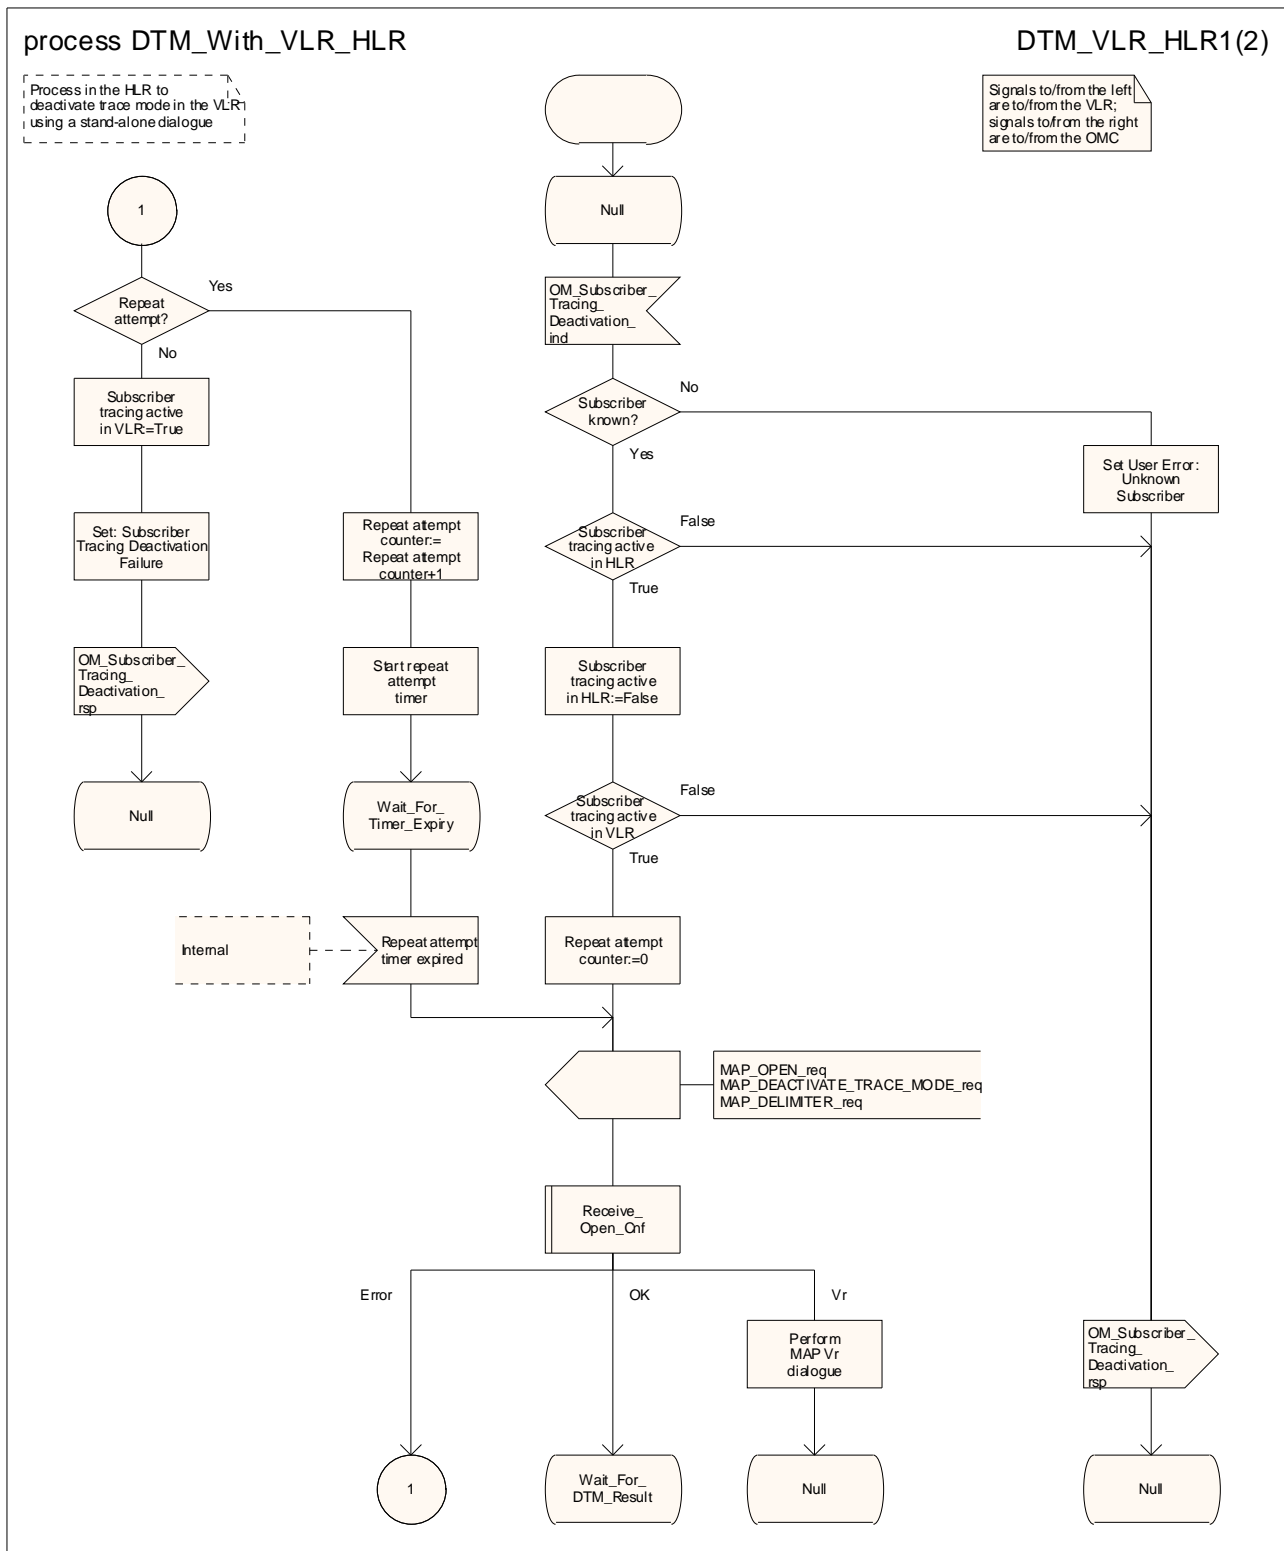 process DTM_With_VLR_HLR
DTM_VLR_HLR1(2)
Process in the HLR to
deactivate trace mode in the VLR
using a stand-alone dialogue
Signals to/from the left
are to/from the VLR;
signals to/from the right
are to/from the OMC
1
Null
Repeat
attempt?
Yes
No
OM_Subscriber_
Tracing_
Deactivation_
ind
Subscriber
tracing active
in VLR:=True
Subscriber
known?
No
Yes
Set User Error:
Unknown
Subscriber
Set: Subscriber
Tracing Deactivation
Failure
Repeat attempt
counter:=
Repeat attempt
counter+1
Subscriber
tracing active
in HLR
False
True
OM_Subscriber_
Tracing_
Deactivation_
rsp
Start repeat
attempt
timer
Subscriber
tracing active
in HLR:=False
Null
Wait_For_
Timer_Expiry
Subscriber
tracing active
in VLR
False
True
Internal
Repeat attempt
timer expired
Repeat attempt
counter:=0
MAP_OPEN_req
MAP_DEACTIVATE_TRACE_MODE_req
MAP_DELIMITER_req
Receive_
Open_Cnf
Error
OK
Vr
Perform
MAP Vr
dialogue
OM_Subscriber_
Tracing_
Deactivation_
rsp
1
Wait_For_
DTM_Result
Null
Null